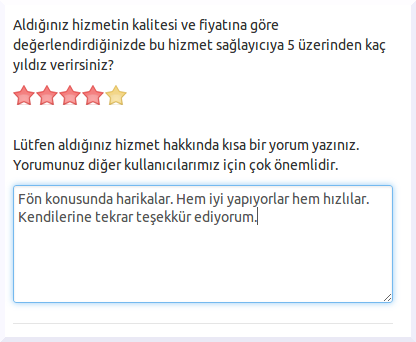 Aldığınız hizmetin kalitesi ve fiyatına göre
değerlendirdiğinizde bu hizmet sağlayıcıya 5 üzerinden kaç
yıldız verirsiniz?
Lütfen aldığınız hizmet hakkında kısa bir yorum yazınız.
Yorumunuz diğer kullanıcılarımız için çok önemlidir.
Fön konusunda harikalar. Hem iyi yapıyorlar hem hızlılar.
Kendilerine tekrar teşekkür ediyorum.